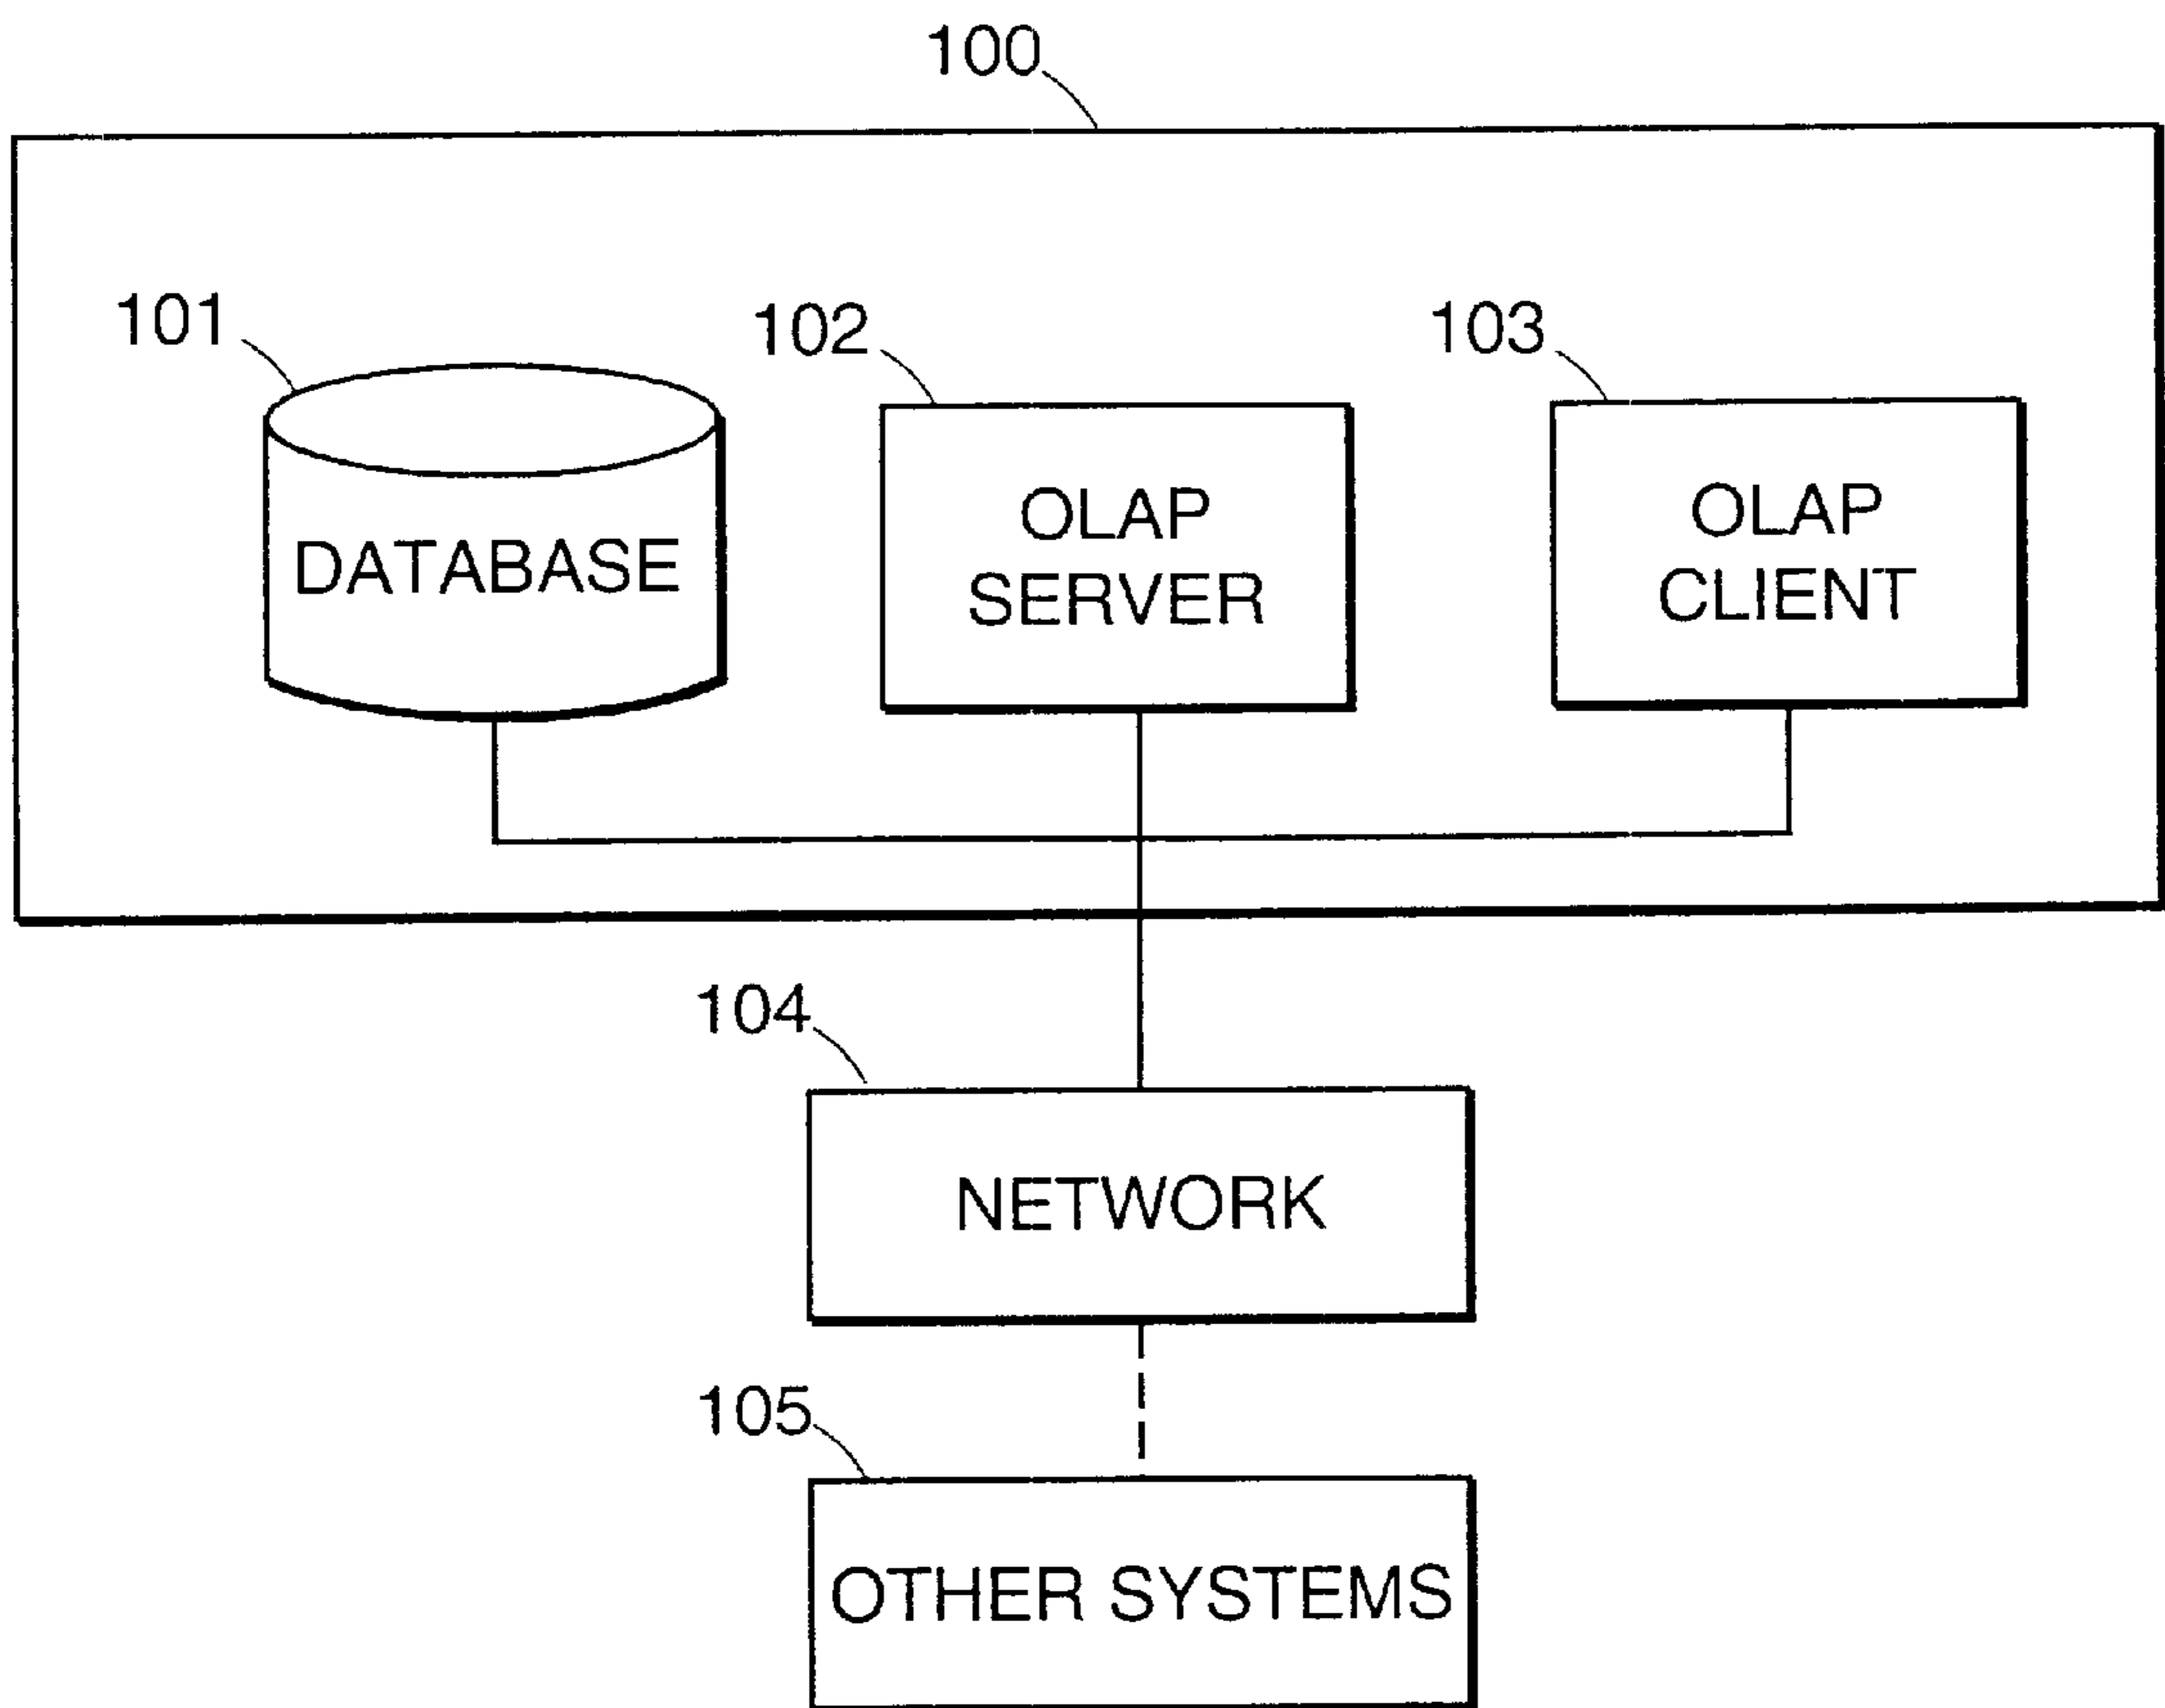 100
101
102
103
DATABASE
OLAP
SERVER
OLAP
CLIENT
104
NETWORK
105
OTHER SYSTEMS